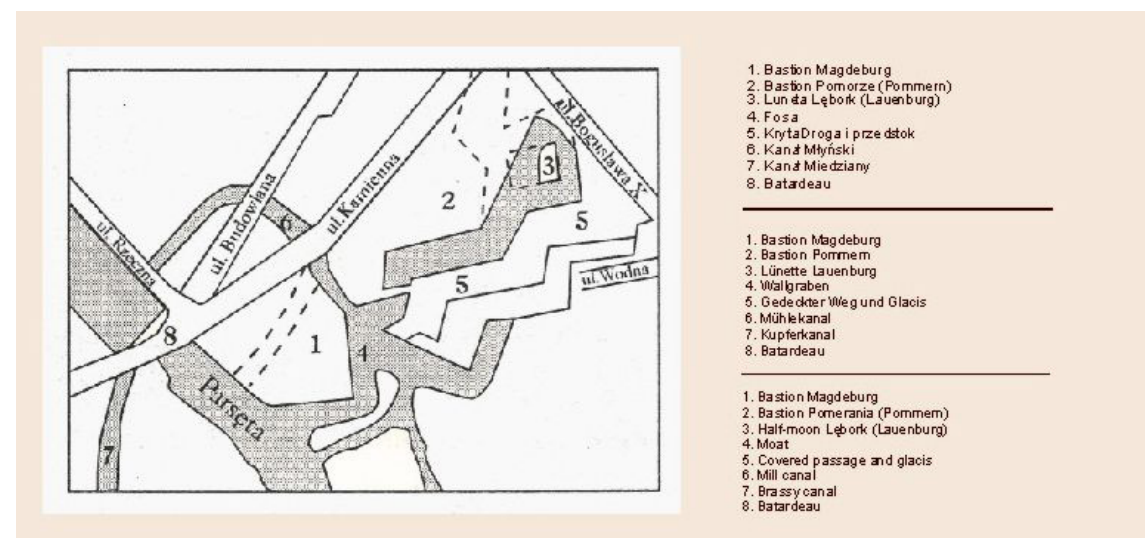 ul. Bogusława X
ul. Kamienna
ul. Budowlana
ul. Rzeczna
ul. Wodna
Parsęta
1
2
3
4
5
5
6
7
8
1. Bastion Magdeburg
2. Bastion Pomorze (Pommern)
3. Luneta Lębork (Lauenburg)
4. Fosa
5. Kryta Droga i przedstok
6. Kanał Młyński
7. Kanał Miedziany
8. Batardeau
1. Bastion Magdeburg
2. Bastion Pommern
3. Lünette Lauenburg
4. Wallgraben
5. Gedeckter Weg und Glacis
6. Mühlekanal
7. Kupferkanal
8. Batardeau
1. Bastion Magdeburg
2. Bastion Pomerania (Pommern)
3. Half-moon Lębork (Lauenburg)
4. Moat
5. Covered passage and glacis
6. Mill canal
7. Brassy canal
8. Batardeau